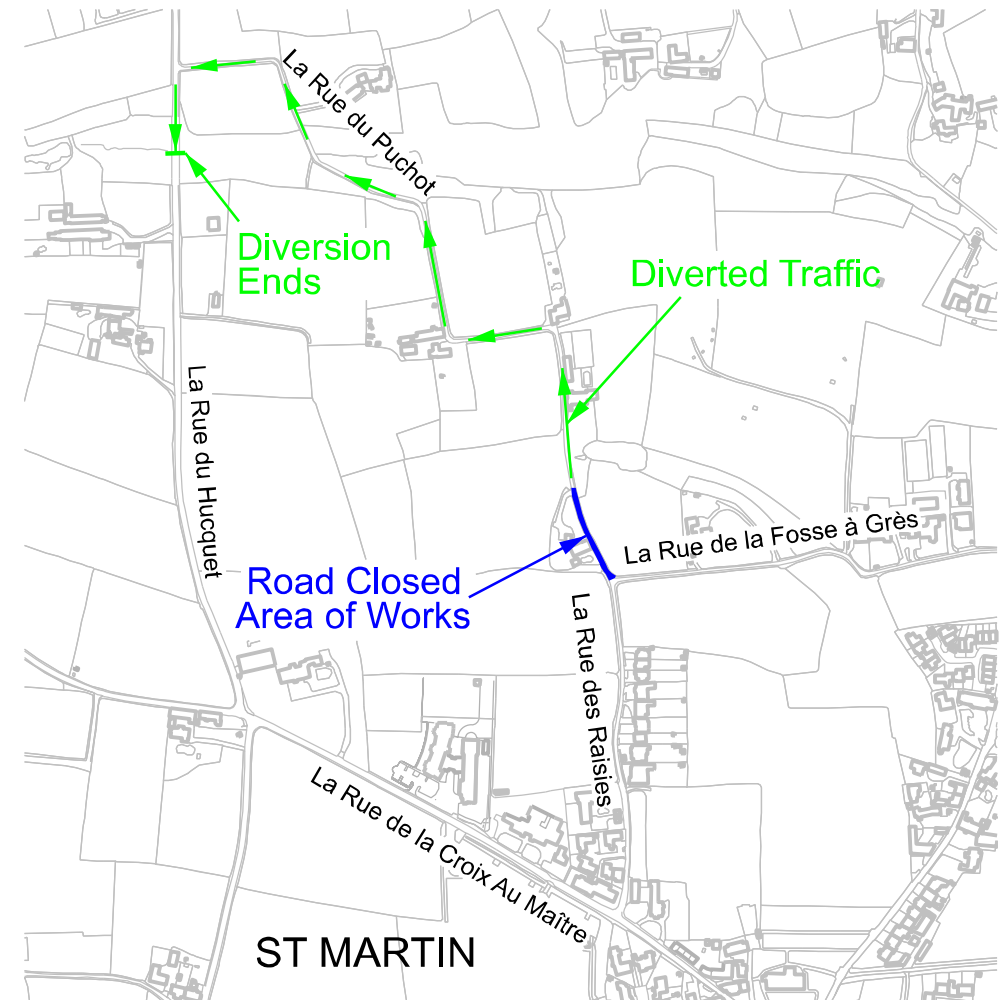 La Rue du Puchot
Diversion
Ends
Diverted Traffic
La Rue du Hucquet
La Rue de la Fosse à Grès
Road Closed
Area of Works
La Rue des Raisies
La Rue de la Croix Au Maître
ST MARTIN